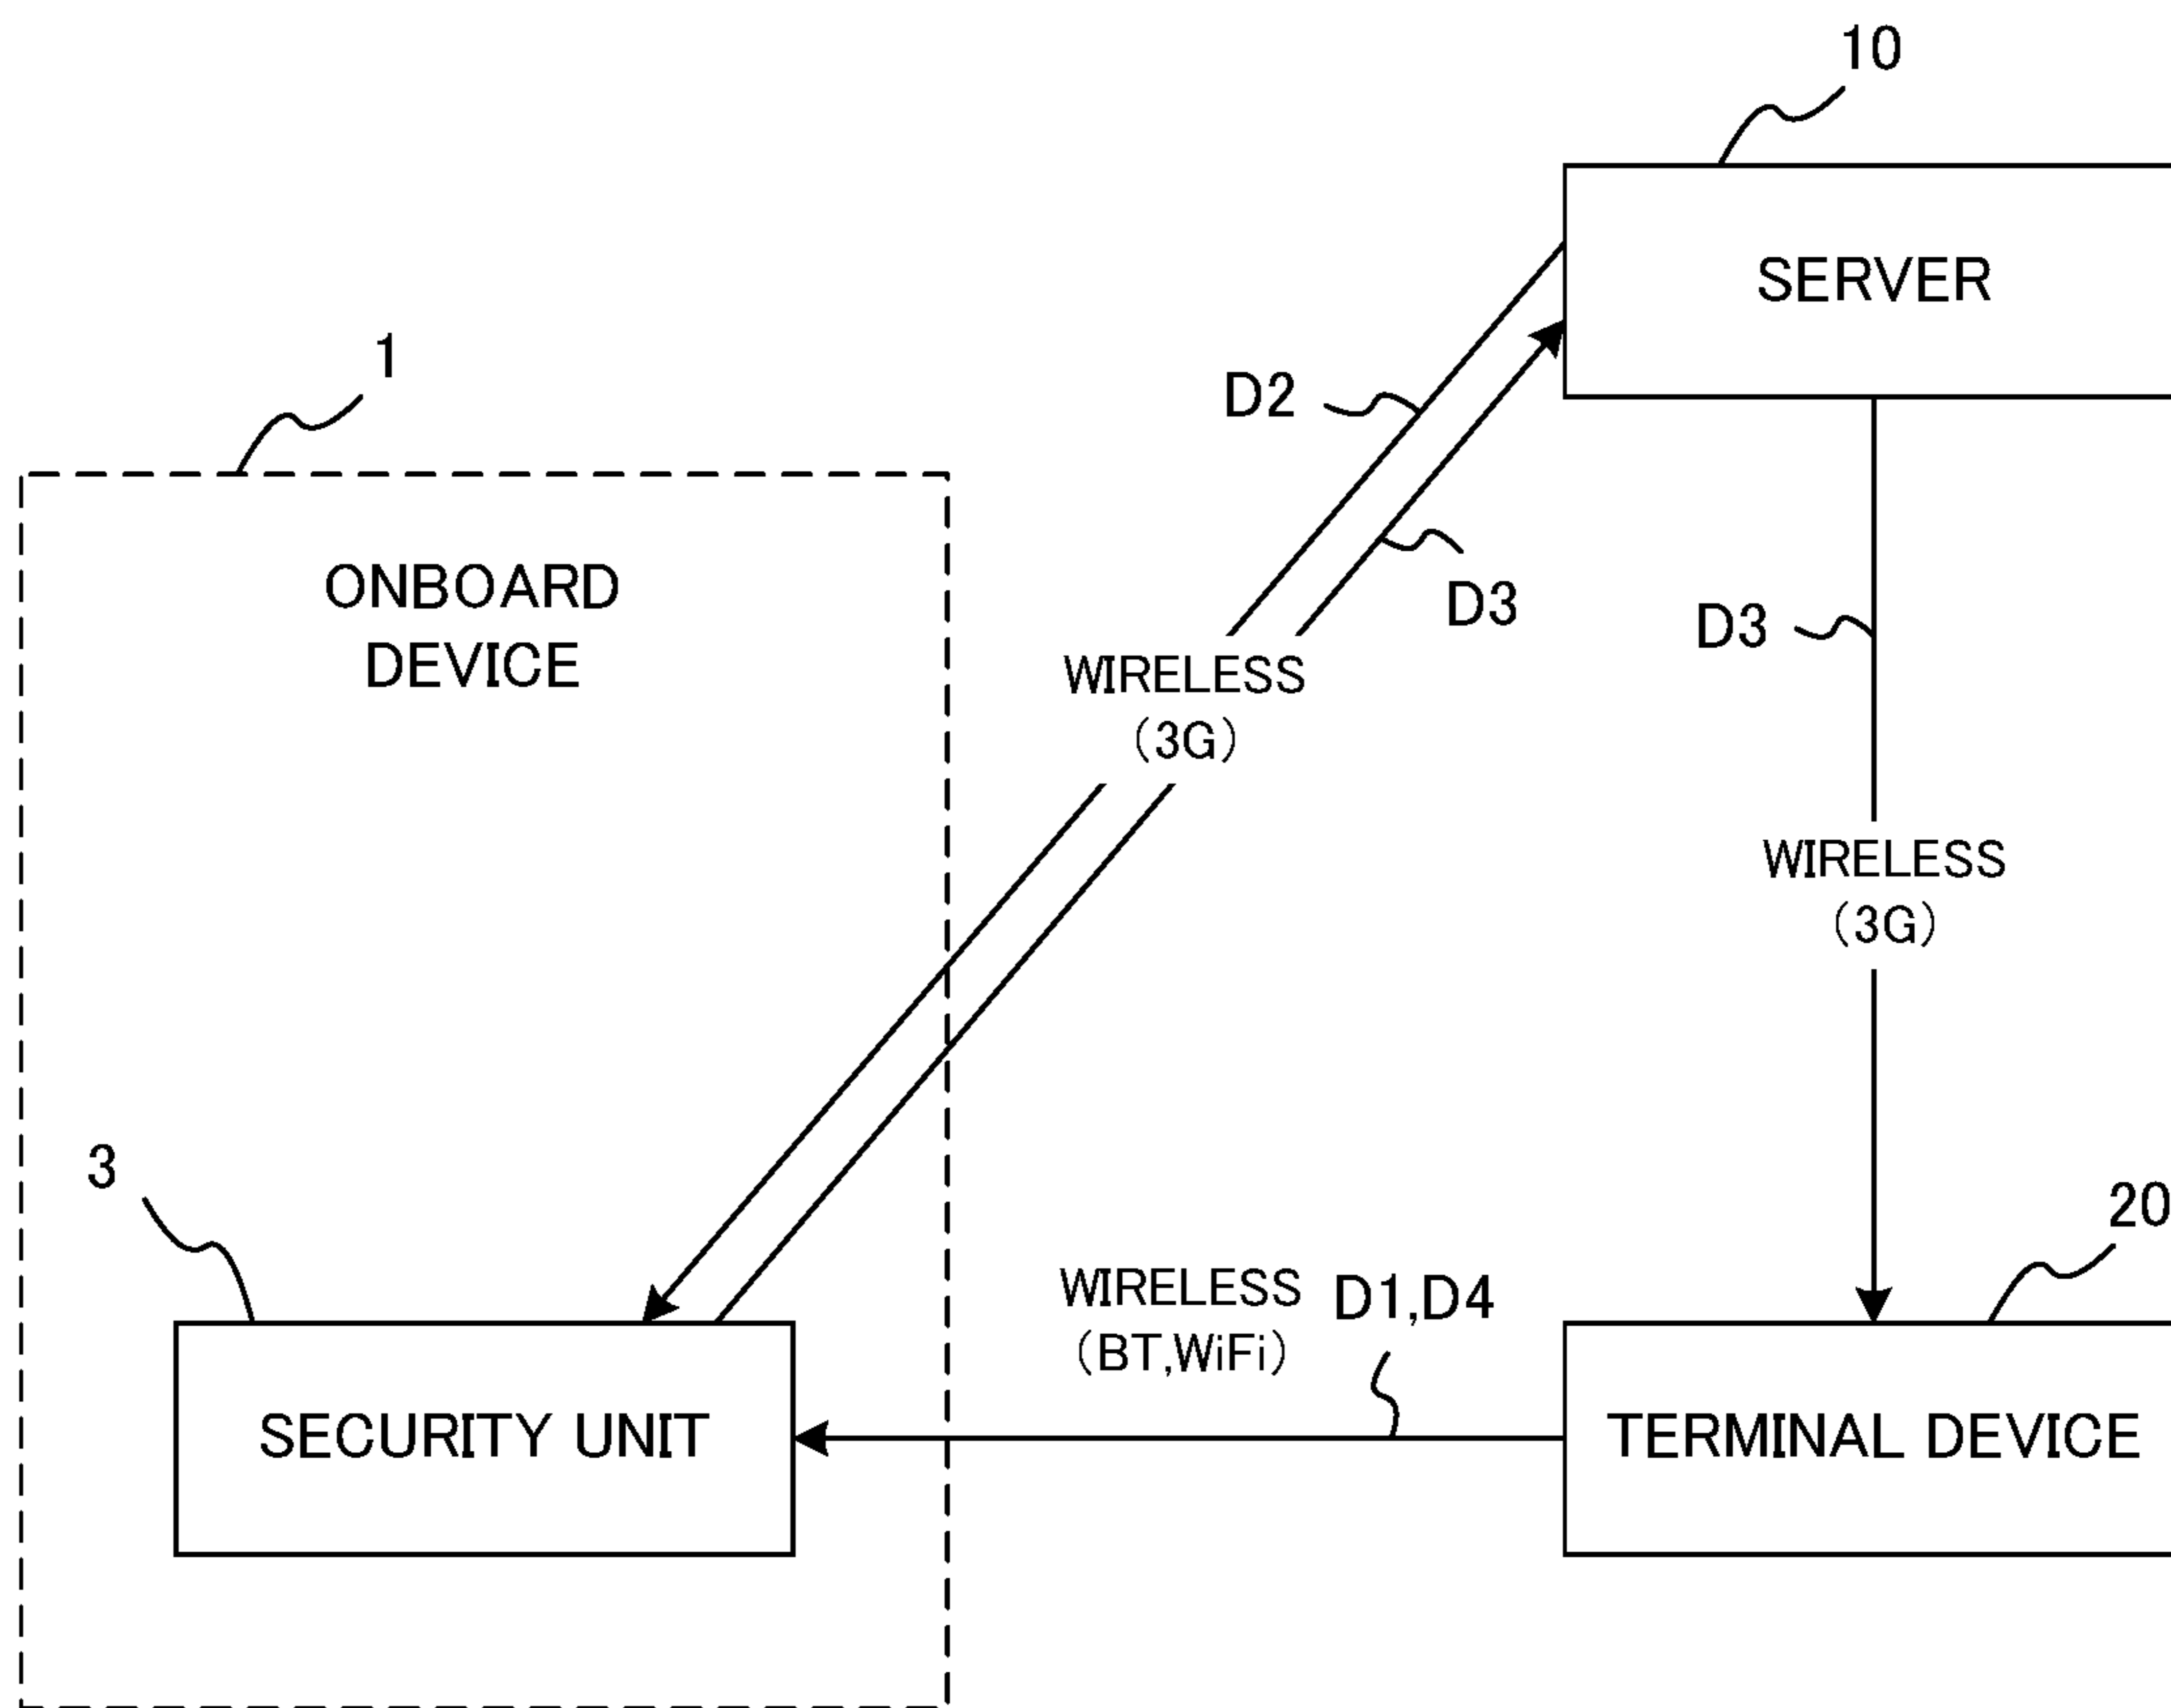 10
SERVER
1
D2
D3
D3
ONBOARD
DEVICE
WIRELESS
(3G)
WIRELESS
(3G)
3
20
WIRELESS
(BT,WiFi)
D1,D4
SECURITY UNIT
TERMINAL DEVICE